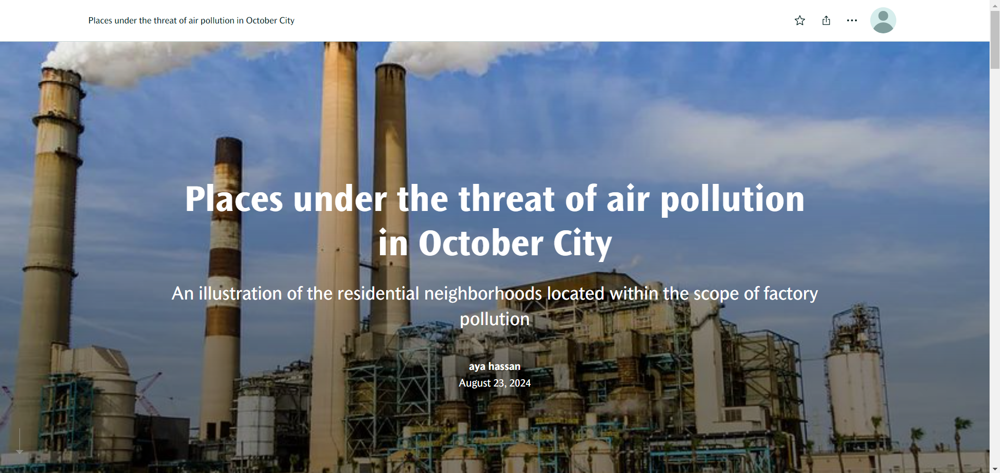 Places under the threat of air pollution in October City
Places under the threat of air pollution
in October City
An illustration of the residential neighborhoods located within the scope of factory
pollution
aya hassan
August 23, 2024